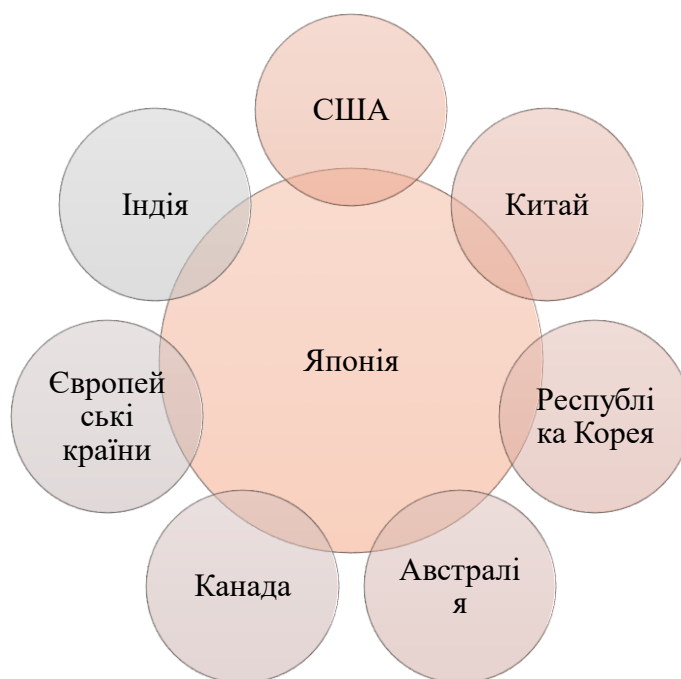 США
Індія
Китай
Японія
Європей
ські
країни
Республі
ка Корея
Канада
Австралі
я